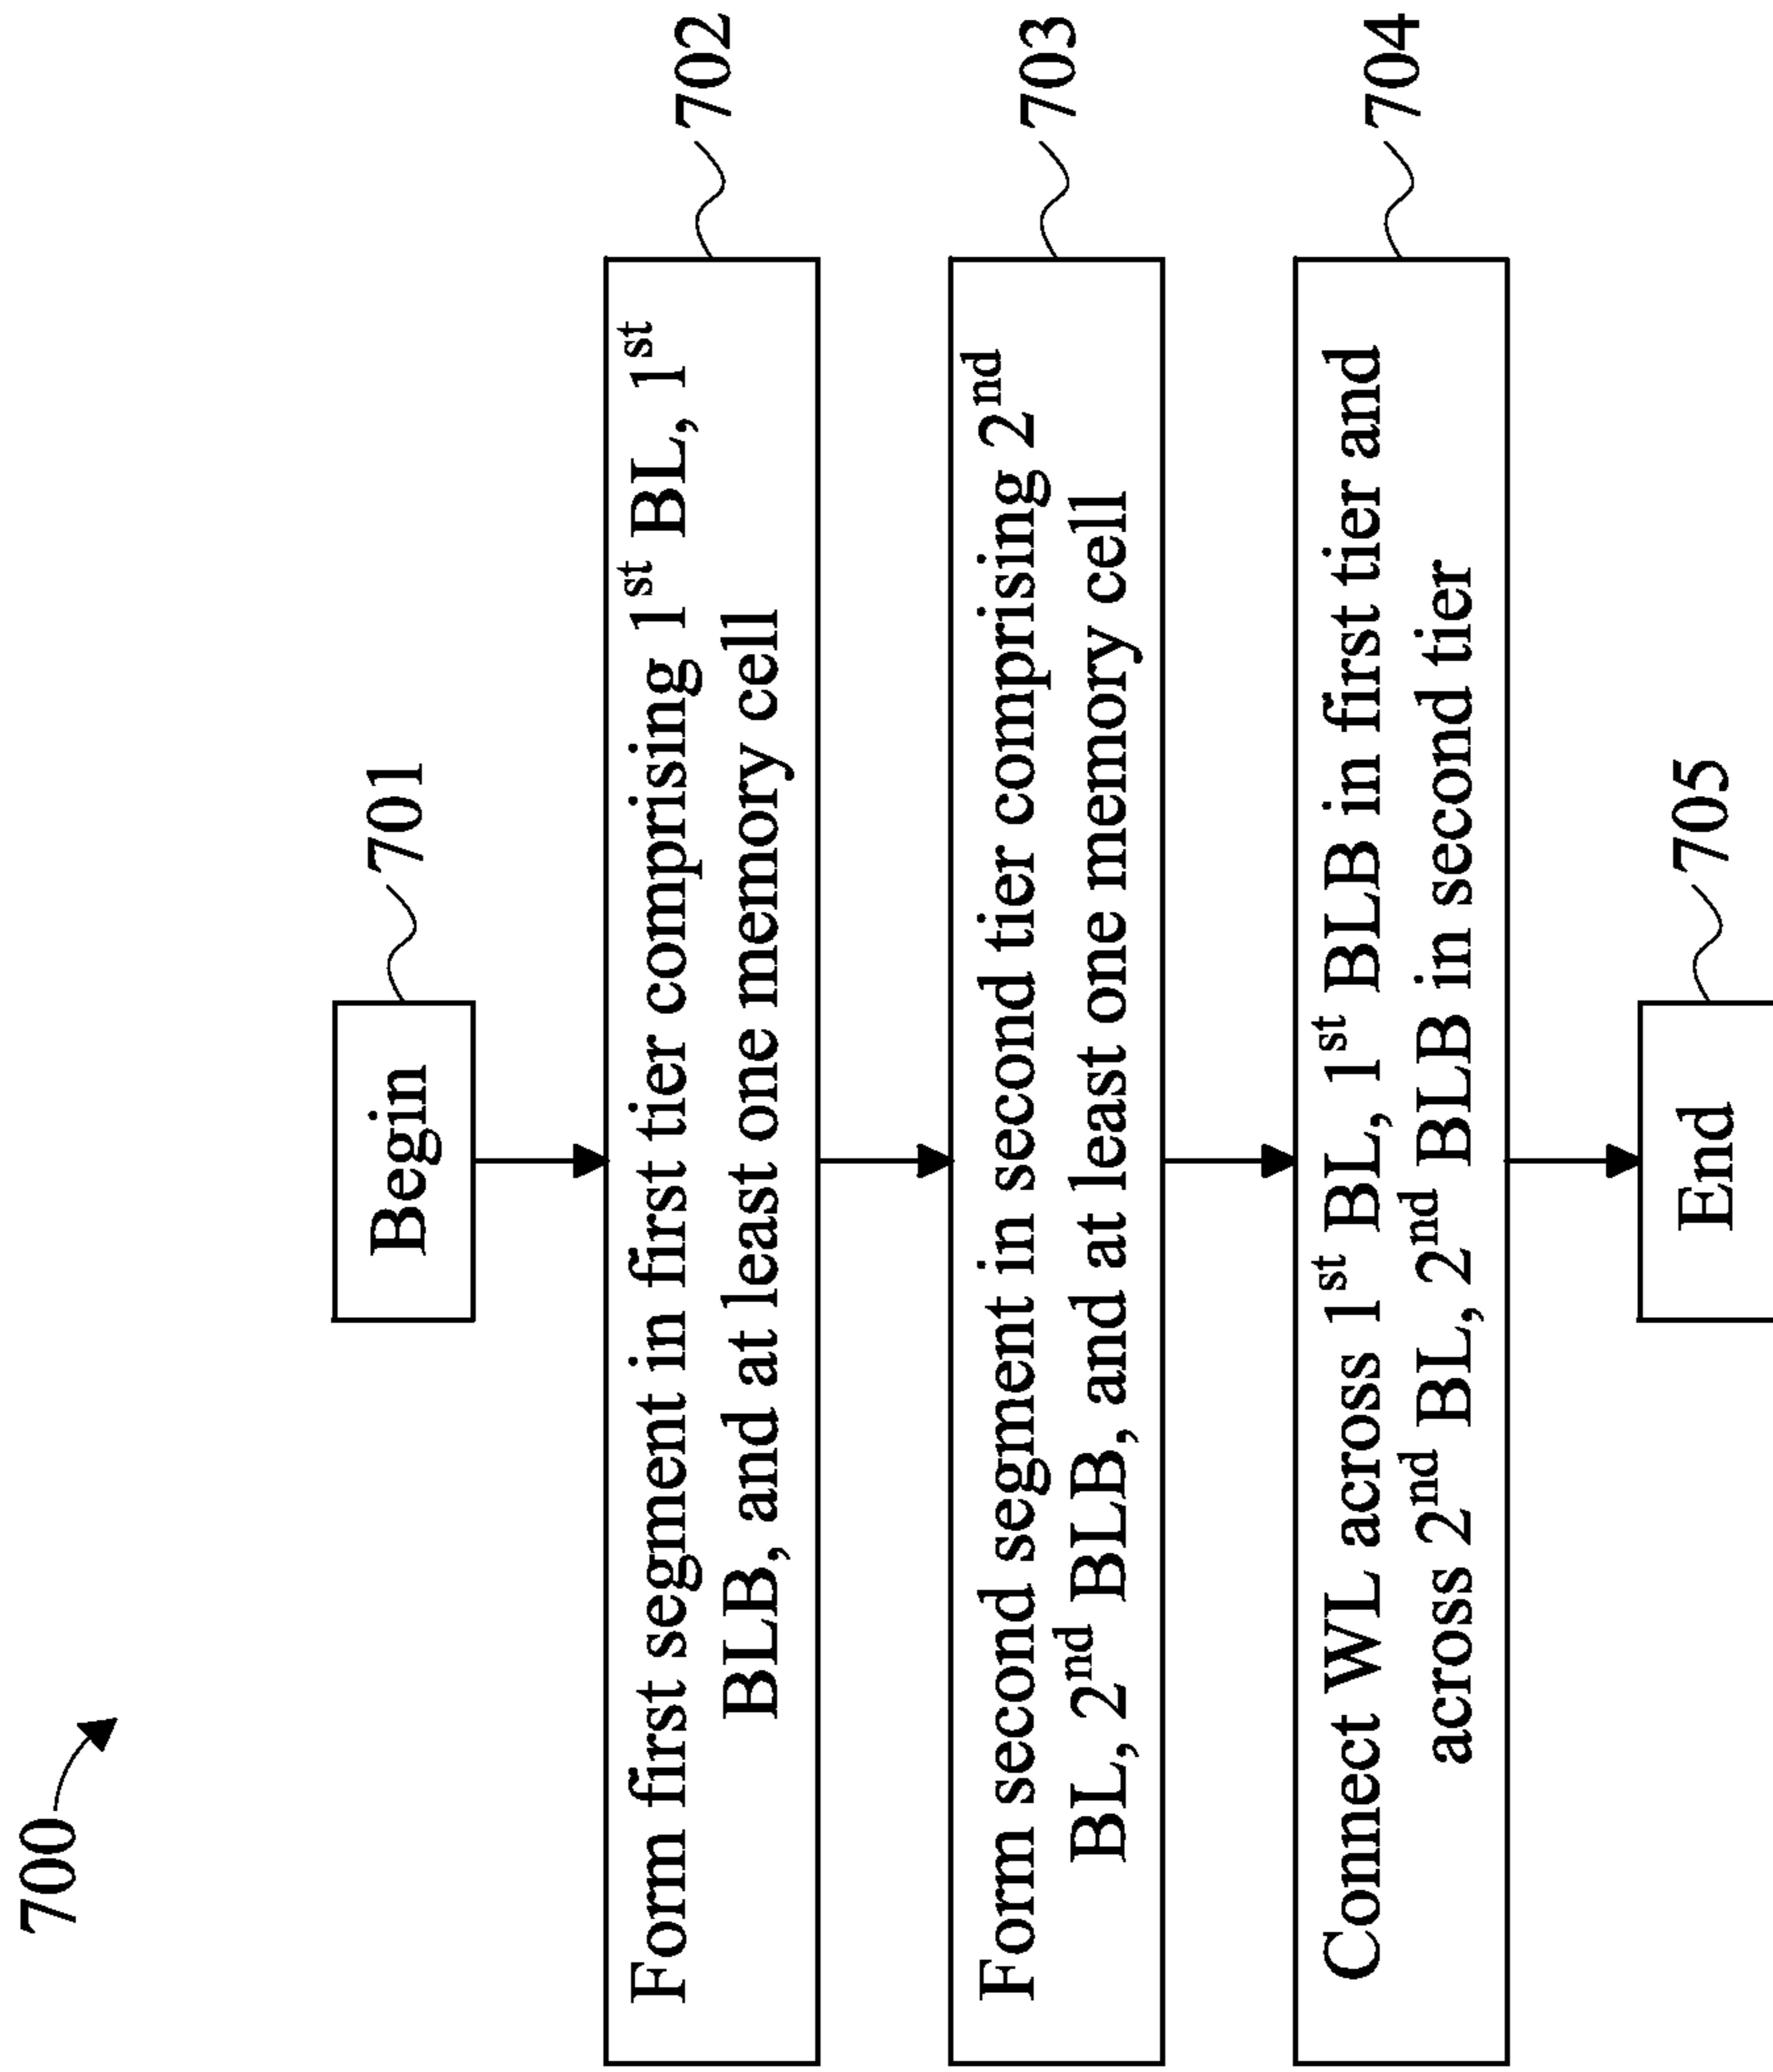 700
Begin
701
Form first segment in first tier comprising 1st BL, 1st
BLB, and at least one memory cell
702
Form second segment in second tier comprising 2nd
BL, 2nd BLB, and at least one memory cell
703
Connect WL across 1st BL, 1st BLB in first tier and
across 2nd BL, 2nd BLB in second tier
704
End
705